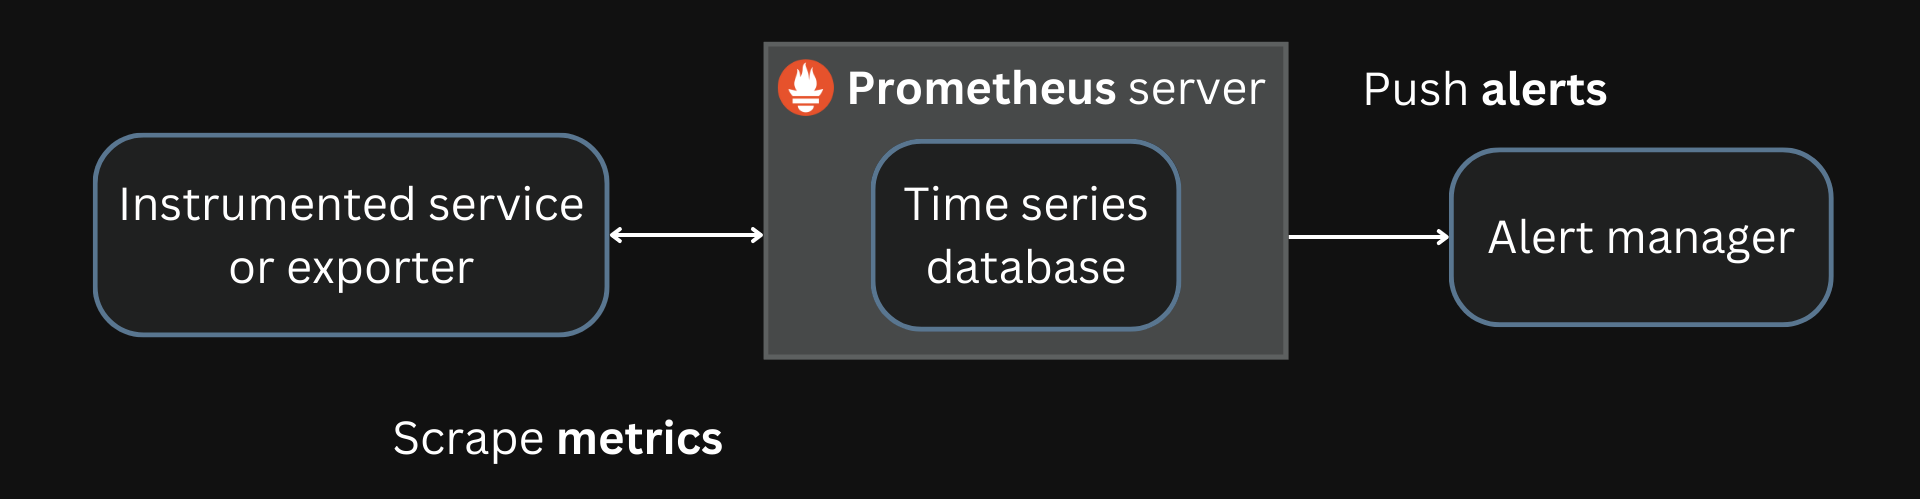 Prometheus server
Push alerts
Instrumented service
or exporter
Time series
database
Alert manager
Scrape metrics